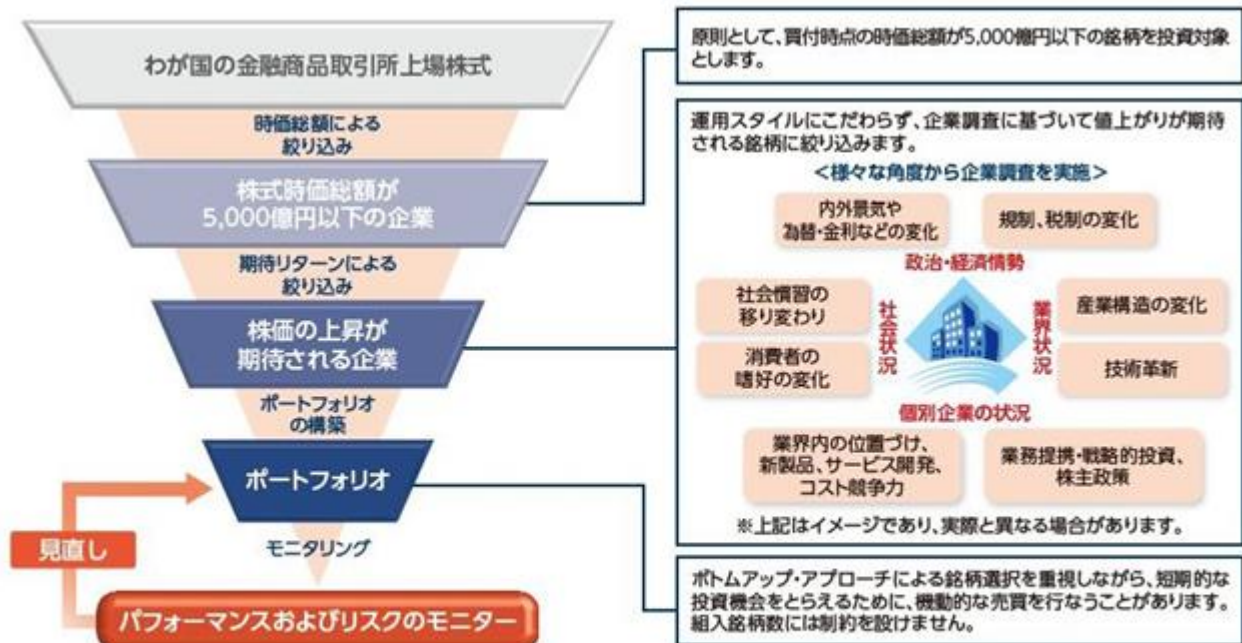 わが国の金融商品取引所上場株式
時価総額による
絞り込み
株式時価総額が
5,000億円以下の企業
期待リターンによる
絞り込み
株価の上昇が
期待される企業
ポートフォリオ
の構築
ポートフォリオ
見直し
モニタリング
パフォーマンスおよびリスクのモニター
原則として、買付時点の時価総額が5,000億円以下の銘柄を投資対象
とします。
運用スタイルにこだわらず、企業調査に基づいて値上がりが期待
される銘柄に絞り込みます。
<様々な角度から企業調査を実施>
内外景気や
為替・金利などの変化
規制、税制の変化
政治・経済情勢
社会慣習の
移り変わり
消費者の
嗜好の変化
社会状況
業界状況
産業構造の変化
技術革新
個別企業の状況
業界内の位置づけ、
新製品、サービス開発、
コスト競争力
業務提携・戦略的投資、
株主政策
※上記はイメージであり、実際と異なる場合があります。
ボトムアップ・アプローチによる銘柄選択を重視しながら、短期的な
投資機会をとらえるために、機動的な売買を行なうことがあります。
組入銘柄数には制約を設けません。